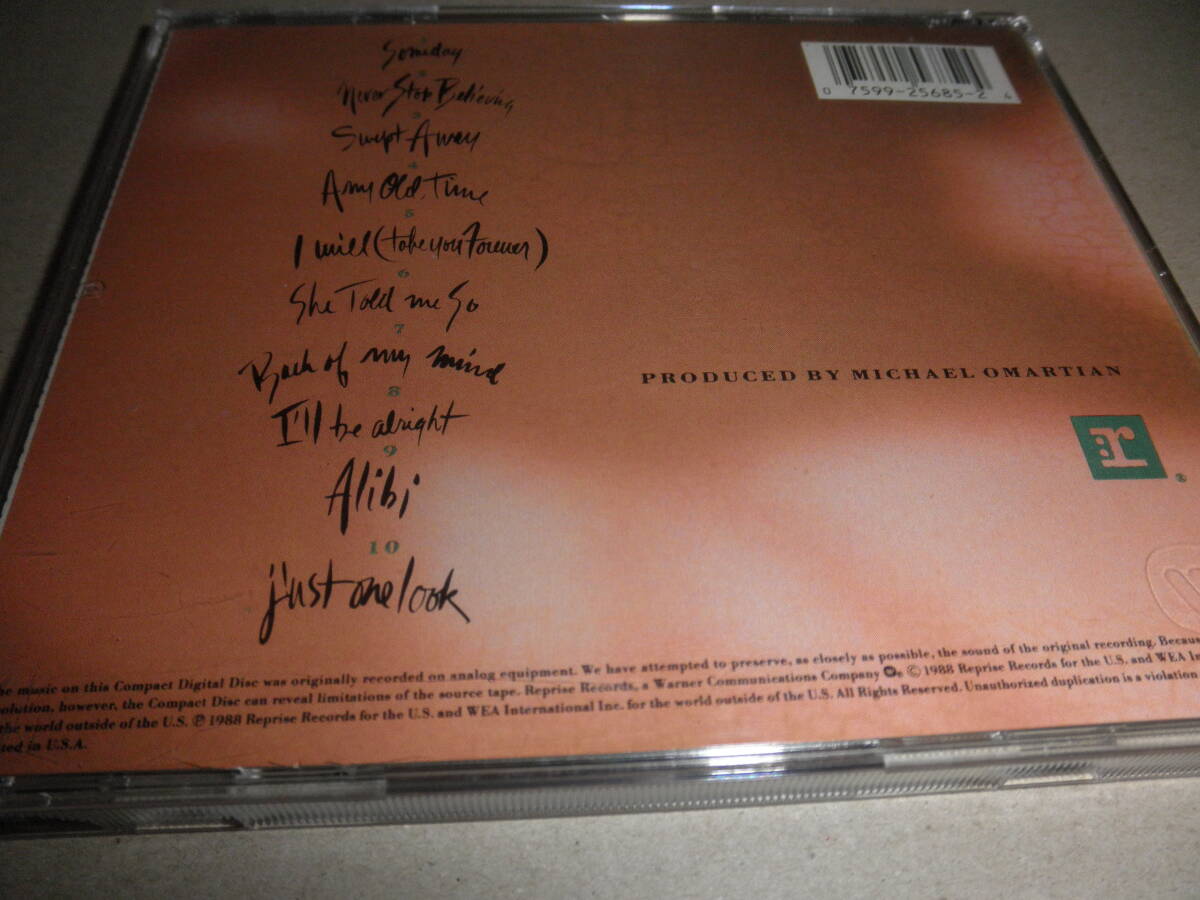 Someday
Never Stop Believing
3
Swept Away
4
Any Old Time
5
I will (take you Forever)
6
She Told me So
7
Back of my mind
8
I'll be alright
9
Alibi
10
just one look
0 7599-25685-2 4
PRODUCED BY MICHAEL OMARTIAN
r
®
music on this Compact Digital Disc was originally recorded on analog equipment. We have attempted to preserve, as closely as possible, the sound of the original recording. Because
however, the Compact Disc can reveal limitations of the source tape. Reprise Records, a Warner Communications Company © 1988 Reprise Records for the U.S. and WEA
the world outside of the U.S. ℗ 1988 Reprise Records for the U.S. and WEA International Inc. for the world outside of the U.S. All Rights Reserved. Unauthorized duplication is a violation
in U.S.A.